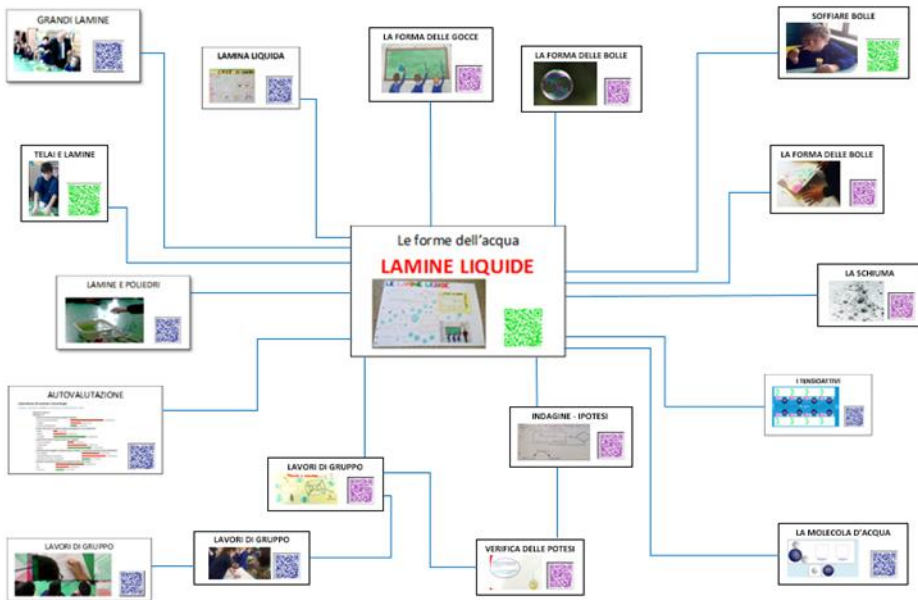 GRANDI LAMINE
LAMINA LIQUIDA
LA FORMA DELLE GOCCE
LA FORMA DELLE BOLLE
SOFFIARE BOLLE
TELAI E LAMINE
LA FORMA DELLE BOLLE
Le forme dell'acqua
LAMINE LIQUIDE
LAMINE E POLIEDRI
LA SCHIUMA
AUTOVALUTAZIONE
I TENSIOATTIVI
INDAGINE - IPOTESI
LAVORI DI GRUPPO
LAVORI DI GRUPPO
LAVORI DI GRUPPO
VERIFICA DELLE POTESI
LA MOLECOLA D'ACQUA